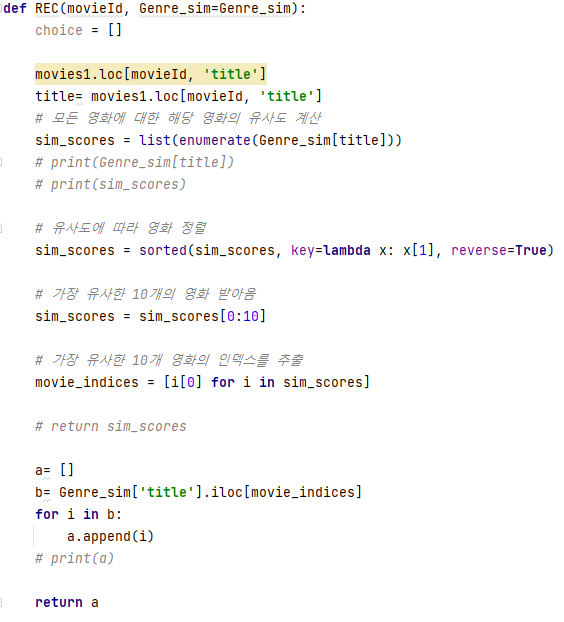 def REC(movieId, Genre_sim=Genre_sim):
    choice = []
    movies1.loc[movieId, 'title']
    title= movies1.loc[movieId, 'title']
    # 모든 영화에 대한 해당 영화의 유사도 계산
    sim_scores = list(enumerate(Genre_sim[title]))
    # print(Genre_sim[title])
    # print(sim_scores)
    # 유사도에 따라 영화 정렬
    sim_scores = sorted(sim_scores, key=lambda x: x[1], reverse=True)
    # 가장 유사한 10개의 영화 받아옴
    sim_scores = sim_scores[0:10]
    # 가장 유사한 10개 영화의 인덱스를 추출
    movie_indices = [i[0] for i in sim_scores]
    # return sim_scores
    a= []
    b= Genre_sim['title'].iloc[movie_indices]
    for i in b:
        a.append(i)
    # print(a)
    return a